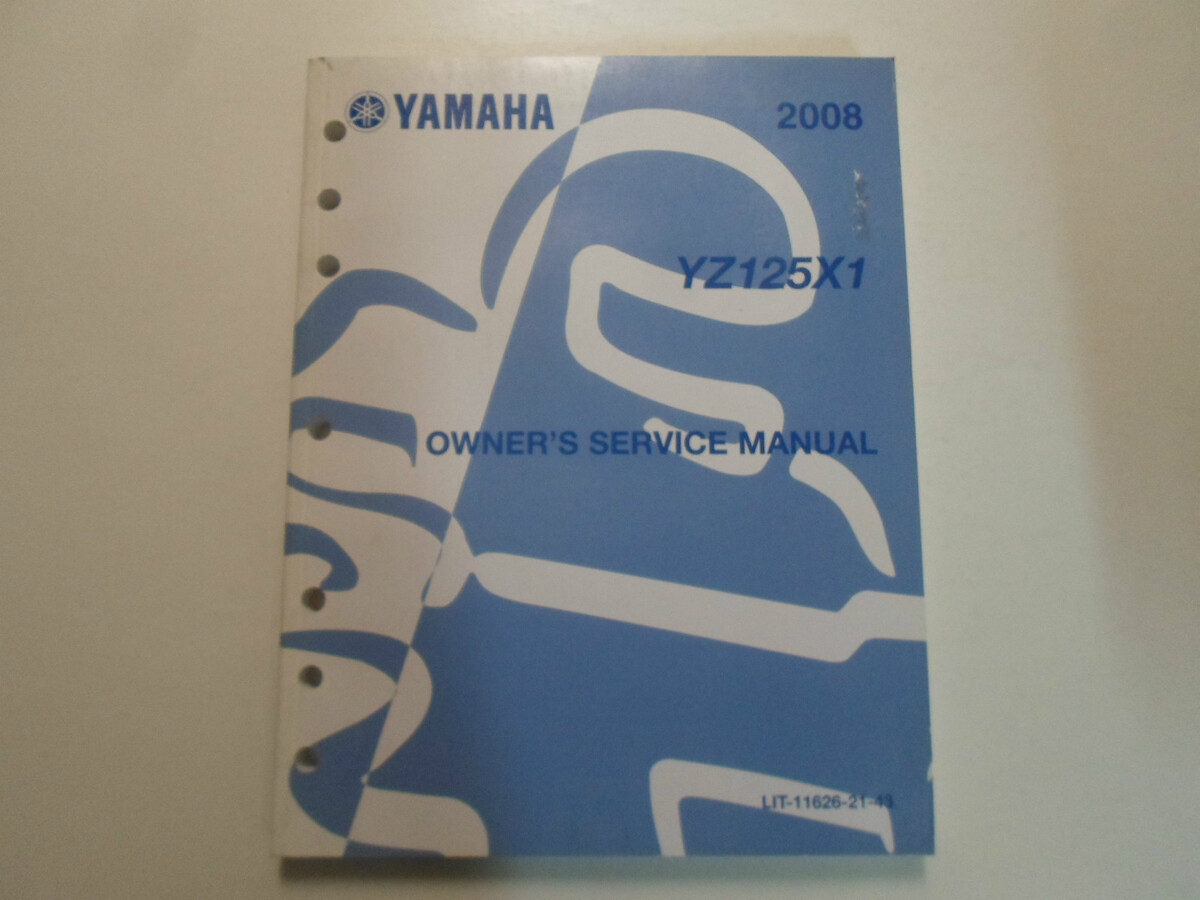 YAMAHA 2008
YZ125X1
OWNER'S SERVICE MANUAL
LIT-11626-21-43